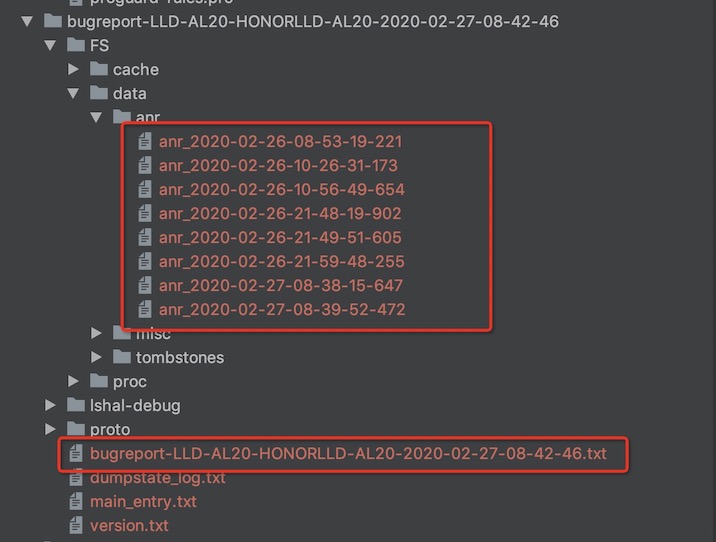 proguard-rules.pro
bugreport-LLD-AL20-HONORLLD-AL20-2020-02-27-08-42-46
FS
cache
data
anr
anr_2020-02-26-08-53-19-221
anr_2020-02-26-10-26-31-173
anr_2020-02-26-10-56-49-654
anr_2020-02-26-21-48-19-902
anr_2020-02-26-21-49-51-605
anr_2020-02-26-21-59-48-255
anr_2020-02-27-08-38-15-647
anr_2020-02-27-08-39-52-472
misc
tombstones
proc
lshal-debug
proto
bugreport-LLD-AL20-HONORLLD-AL20-2020-02-27-08-42-46.txt
dumpstate_log.txt
main_entry.txt
version.txt